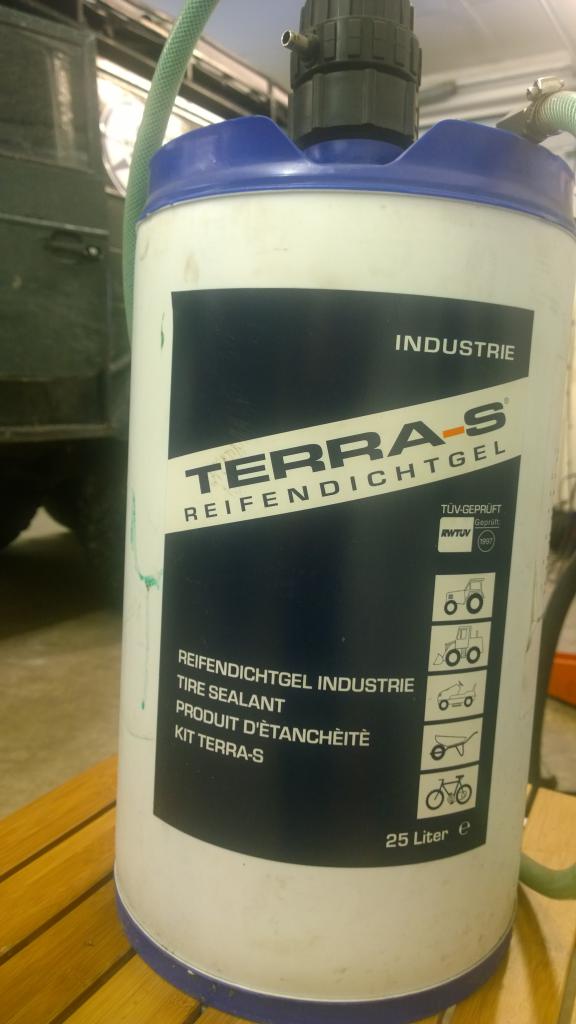 INDUSTRIE
TERRA-S®
REIFENDICHTGEL
TÜV-GEPRÜFT
RWTÜV
Geprüft
1997
REIFENDICHTGEL INDUSTRIE
TIRE SEALANT
PRODUIT D'ÈTANCHÈITÈ
KIT TERRA-S
25 Liter ℮